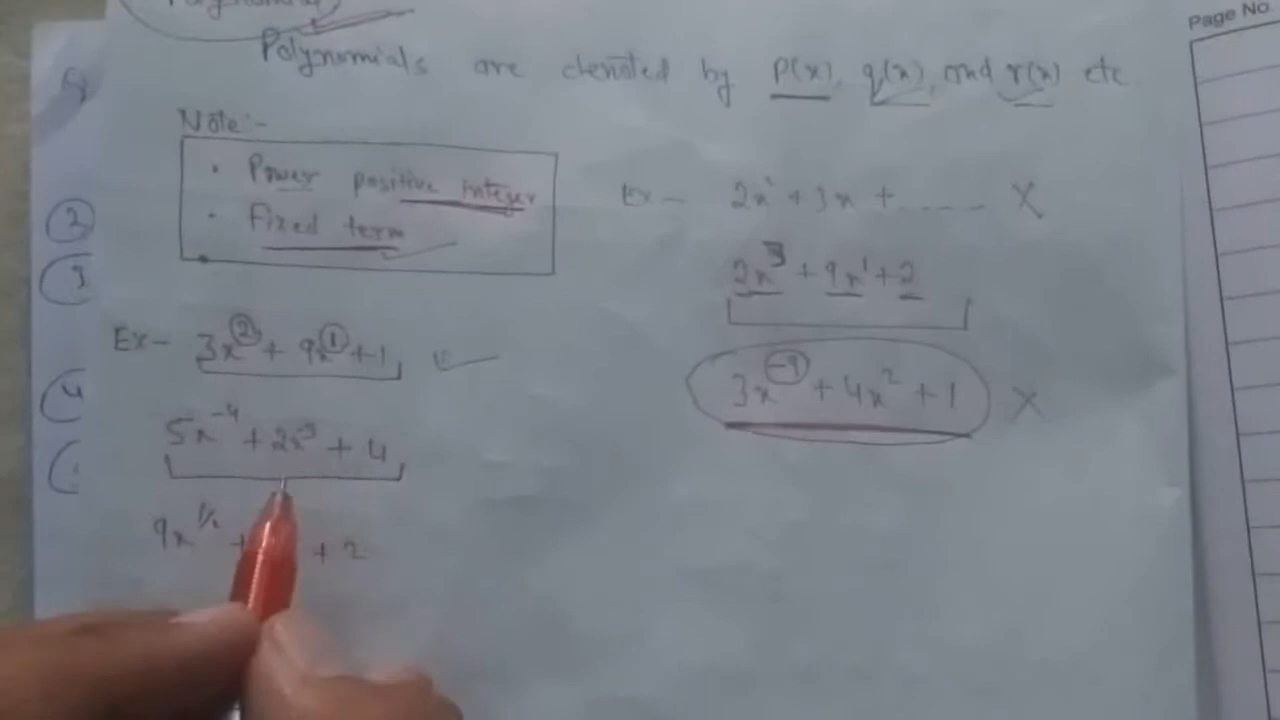 Polynomials are denoted by P(x), q(x), and r(x) etc
Page No.
Note:-
· Power positive integer
· Fixed term
Ex- 3x² + 9x¹ + 1
5x⁻⁴ + 2x³ + 4
9x^1/2 + + 2
Ex- 2x² + 3x + ...... X
2x³ + 9x¹ + 2
3x⁻⁹ + 4x² + 1 X